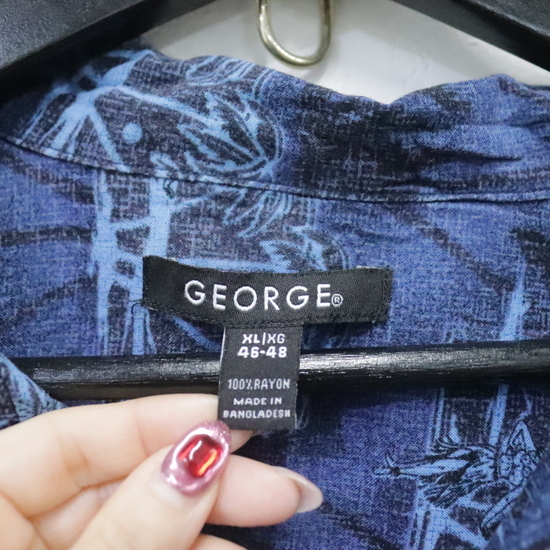 GEORGE®
XL|XG
46-48
100% RAYON
MADE IN
BANGLADESH